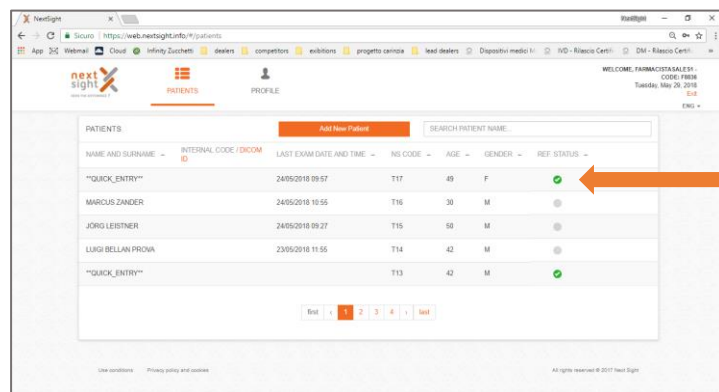 NextSight
Sicuro | https://web.nextsight.info/#/patients
App Webmail Cloud Infinity Zucchetti dealers competitors exibitions progetto cerinola lead dealers Dispositivi medici IVD - Rilascio Certifi DM - Rilascio Certifi
next sight
PATIENTS
PROFILE
WELCOME, FARMACISTASALES1 -
CODE: F8036
Tuesday, May 29, 2018
Exit
ENG
PATIENTS
Add New Patient
SEARCH PATIENT NAME...
NAME AND SURNAME INTERNAL CODE / DICOM ID LAST EXAM DATE AND TIME NS CODE AGE GENDER REF. STATUS
**QUICK_ENTRY** 24/05/2018 09:57 T17 49 F
MARCUS ZANDER 24/05/2018 10:55 T16 30 M
JÖRG LEISTNER 24/05/2018 09:27 T15 50 M
LUIGI BELLAN PROVA 23/05/2018 11:55 T14 42 M
**QUICK_ENTRY** T13 42 M
first ‹ 1 2 3 4 › last
Use conditions Privacy policy and cookies All rights reserved © 2017 Next Sight